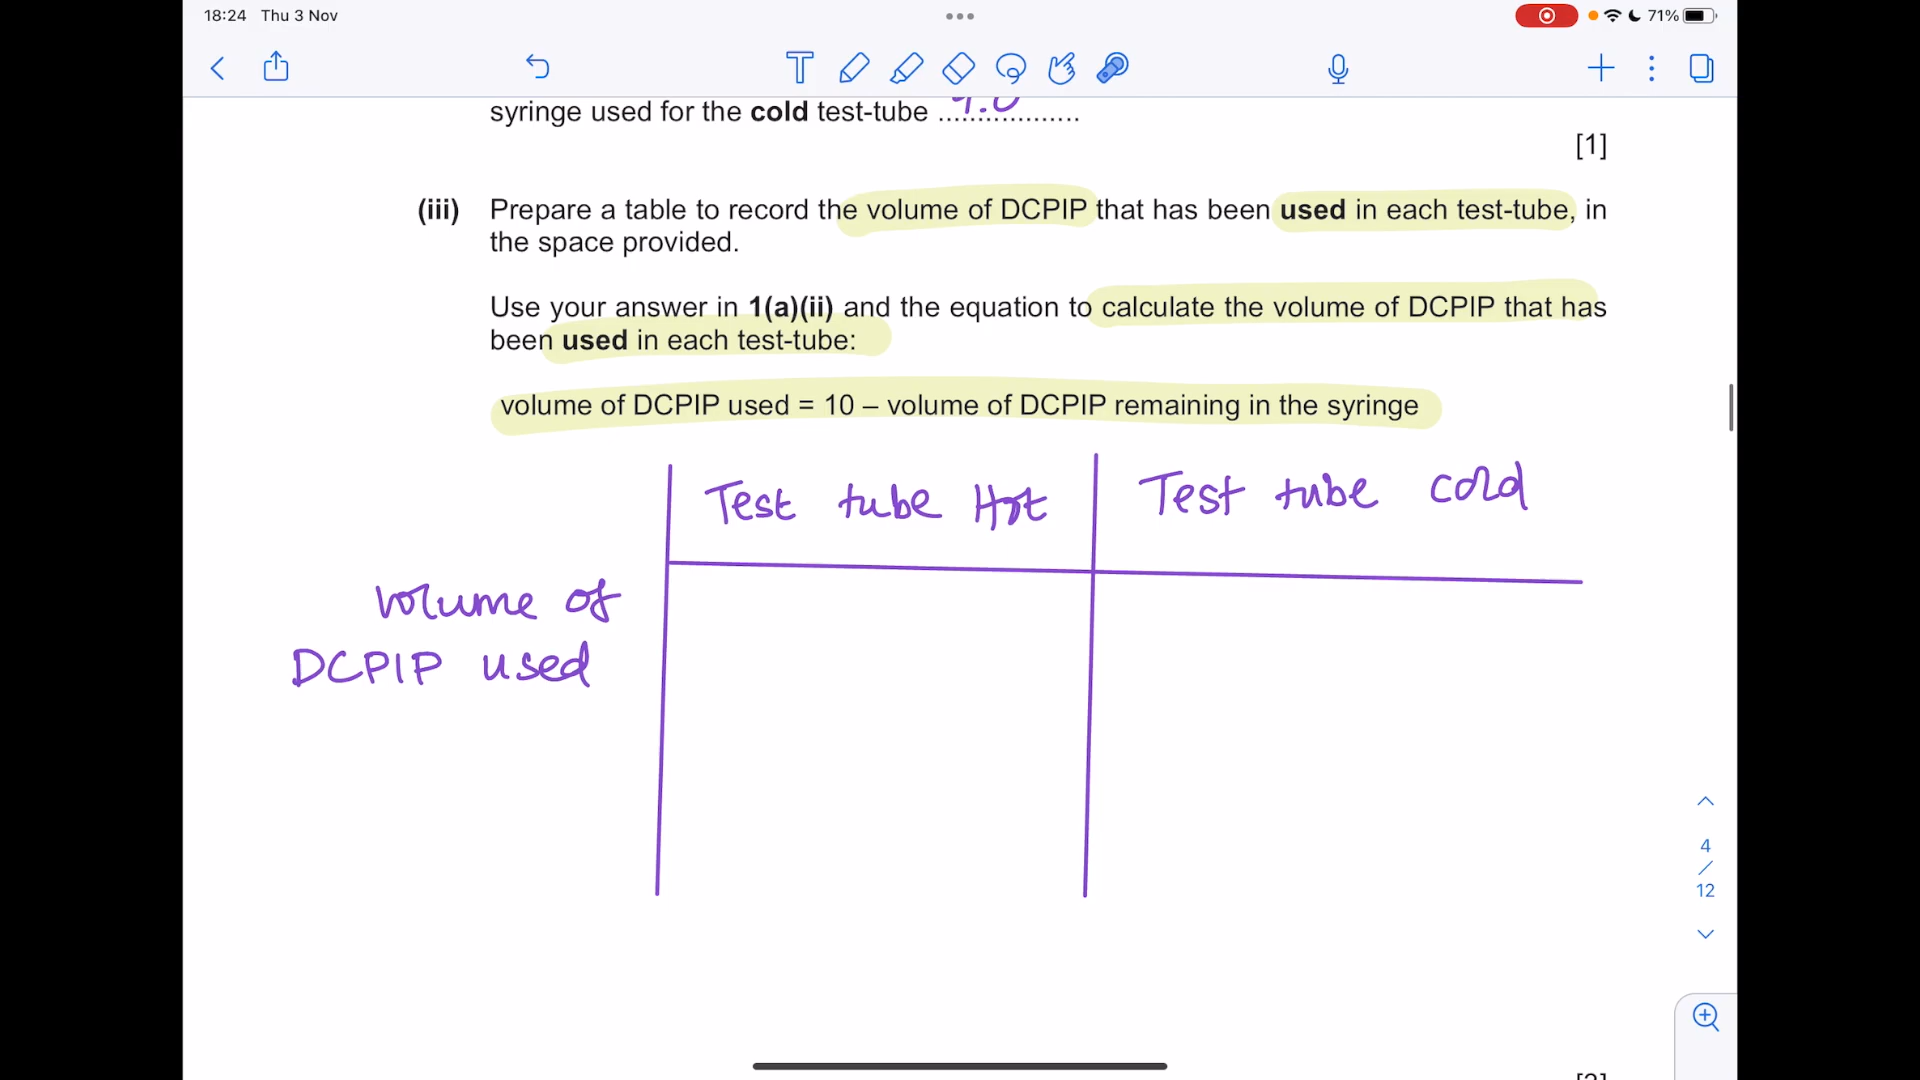 18:24 Thu 3 Nov
71%
syringe used for the cold test-tube ..................
[1]
(iii) Prepare a table to record the volume of DCPIP that has been used in each test-tube, in
the space provided.
Use your answer in 1(a)(ii) and the equation to calculate the volume of DCPIP that has
been used in each test-tube:
volume of DCPIP used = 10 – volume of DCPIP remaining in the syringe
Test tube Hot Test tube cold
volume of
DCPIP used
4
/
12